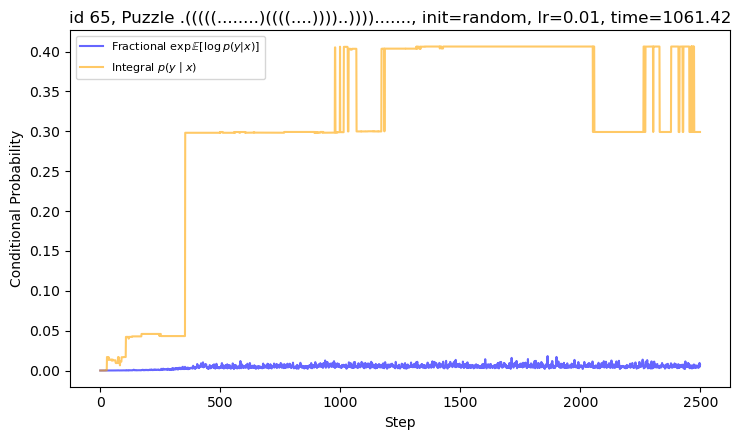 id 65, Puzzle .(((((........)((((....))))..))))......., init=random, lr=0.01, time=1061.42
Fractional exp𝔼[log p(y|x)]
Integral p(y | x)
Conditional Probability
0.40
0.35
0.30
0.25
0.20
0.15
0.10
0.05
0.00
0 500 1000 1500 2000 2500
Step